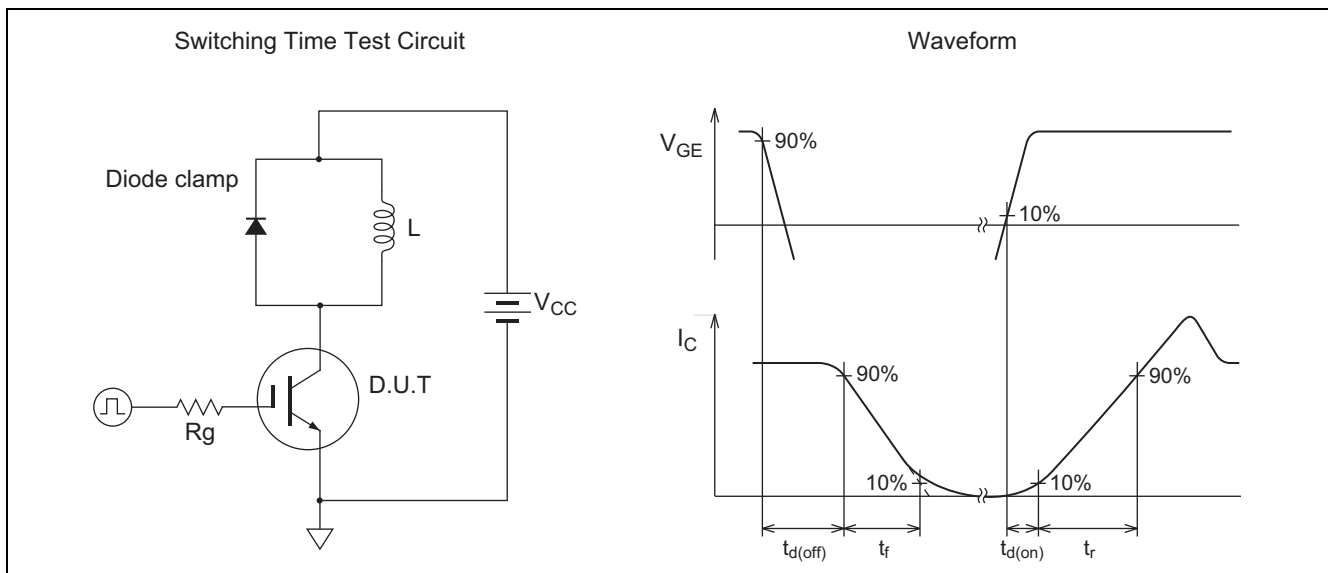 Switching Time Test Circuit
Diode clamp
L
V_CC
D.U.T
Rg
Waveform
V_GE
90%
10%
I_C
90%
90%
10%
10%
t_d(off)
t_f
t_d(on)
t_r